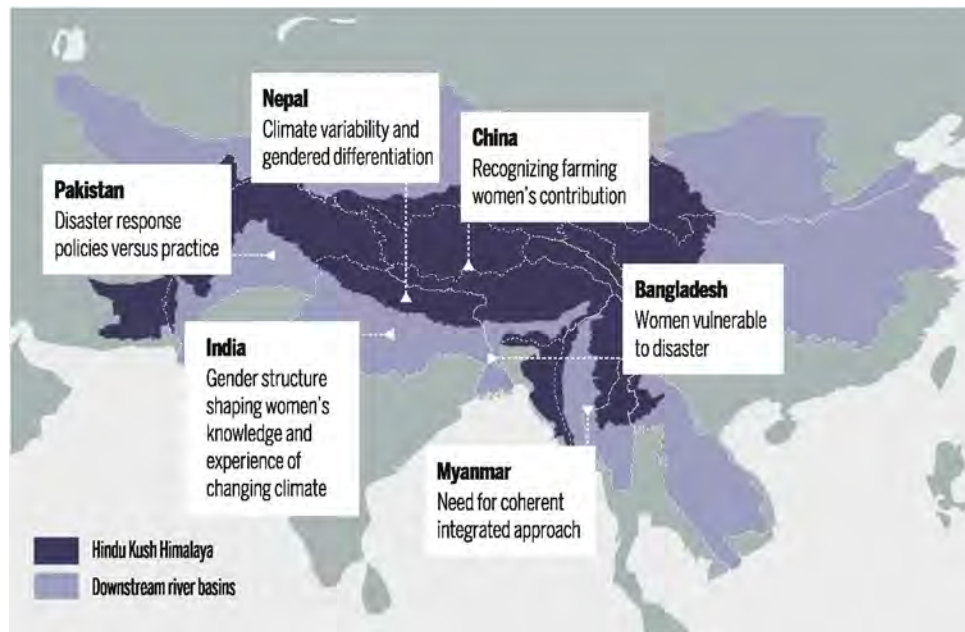 Nepal
Climate variability and
gendered differentiation
China
Recognizing farming
women's contribution
Pakistan
Disaster response
policies versus practice
Bangladesh
Women vulnerable
to disaster
India
Gender structure
shaping women's
knowledge and
experience of
changing climate
Myanmar
Need for coherent
integrated approach
Hindu Kush Himalaya
Downstream river basins